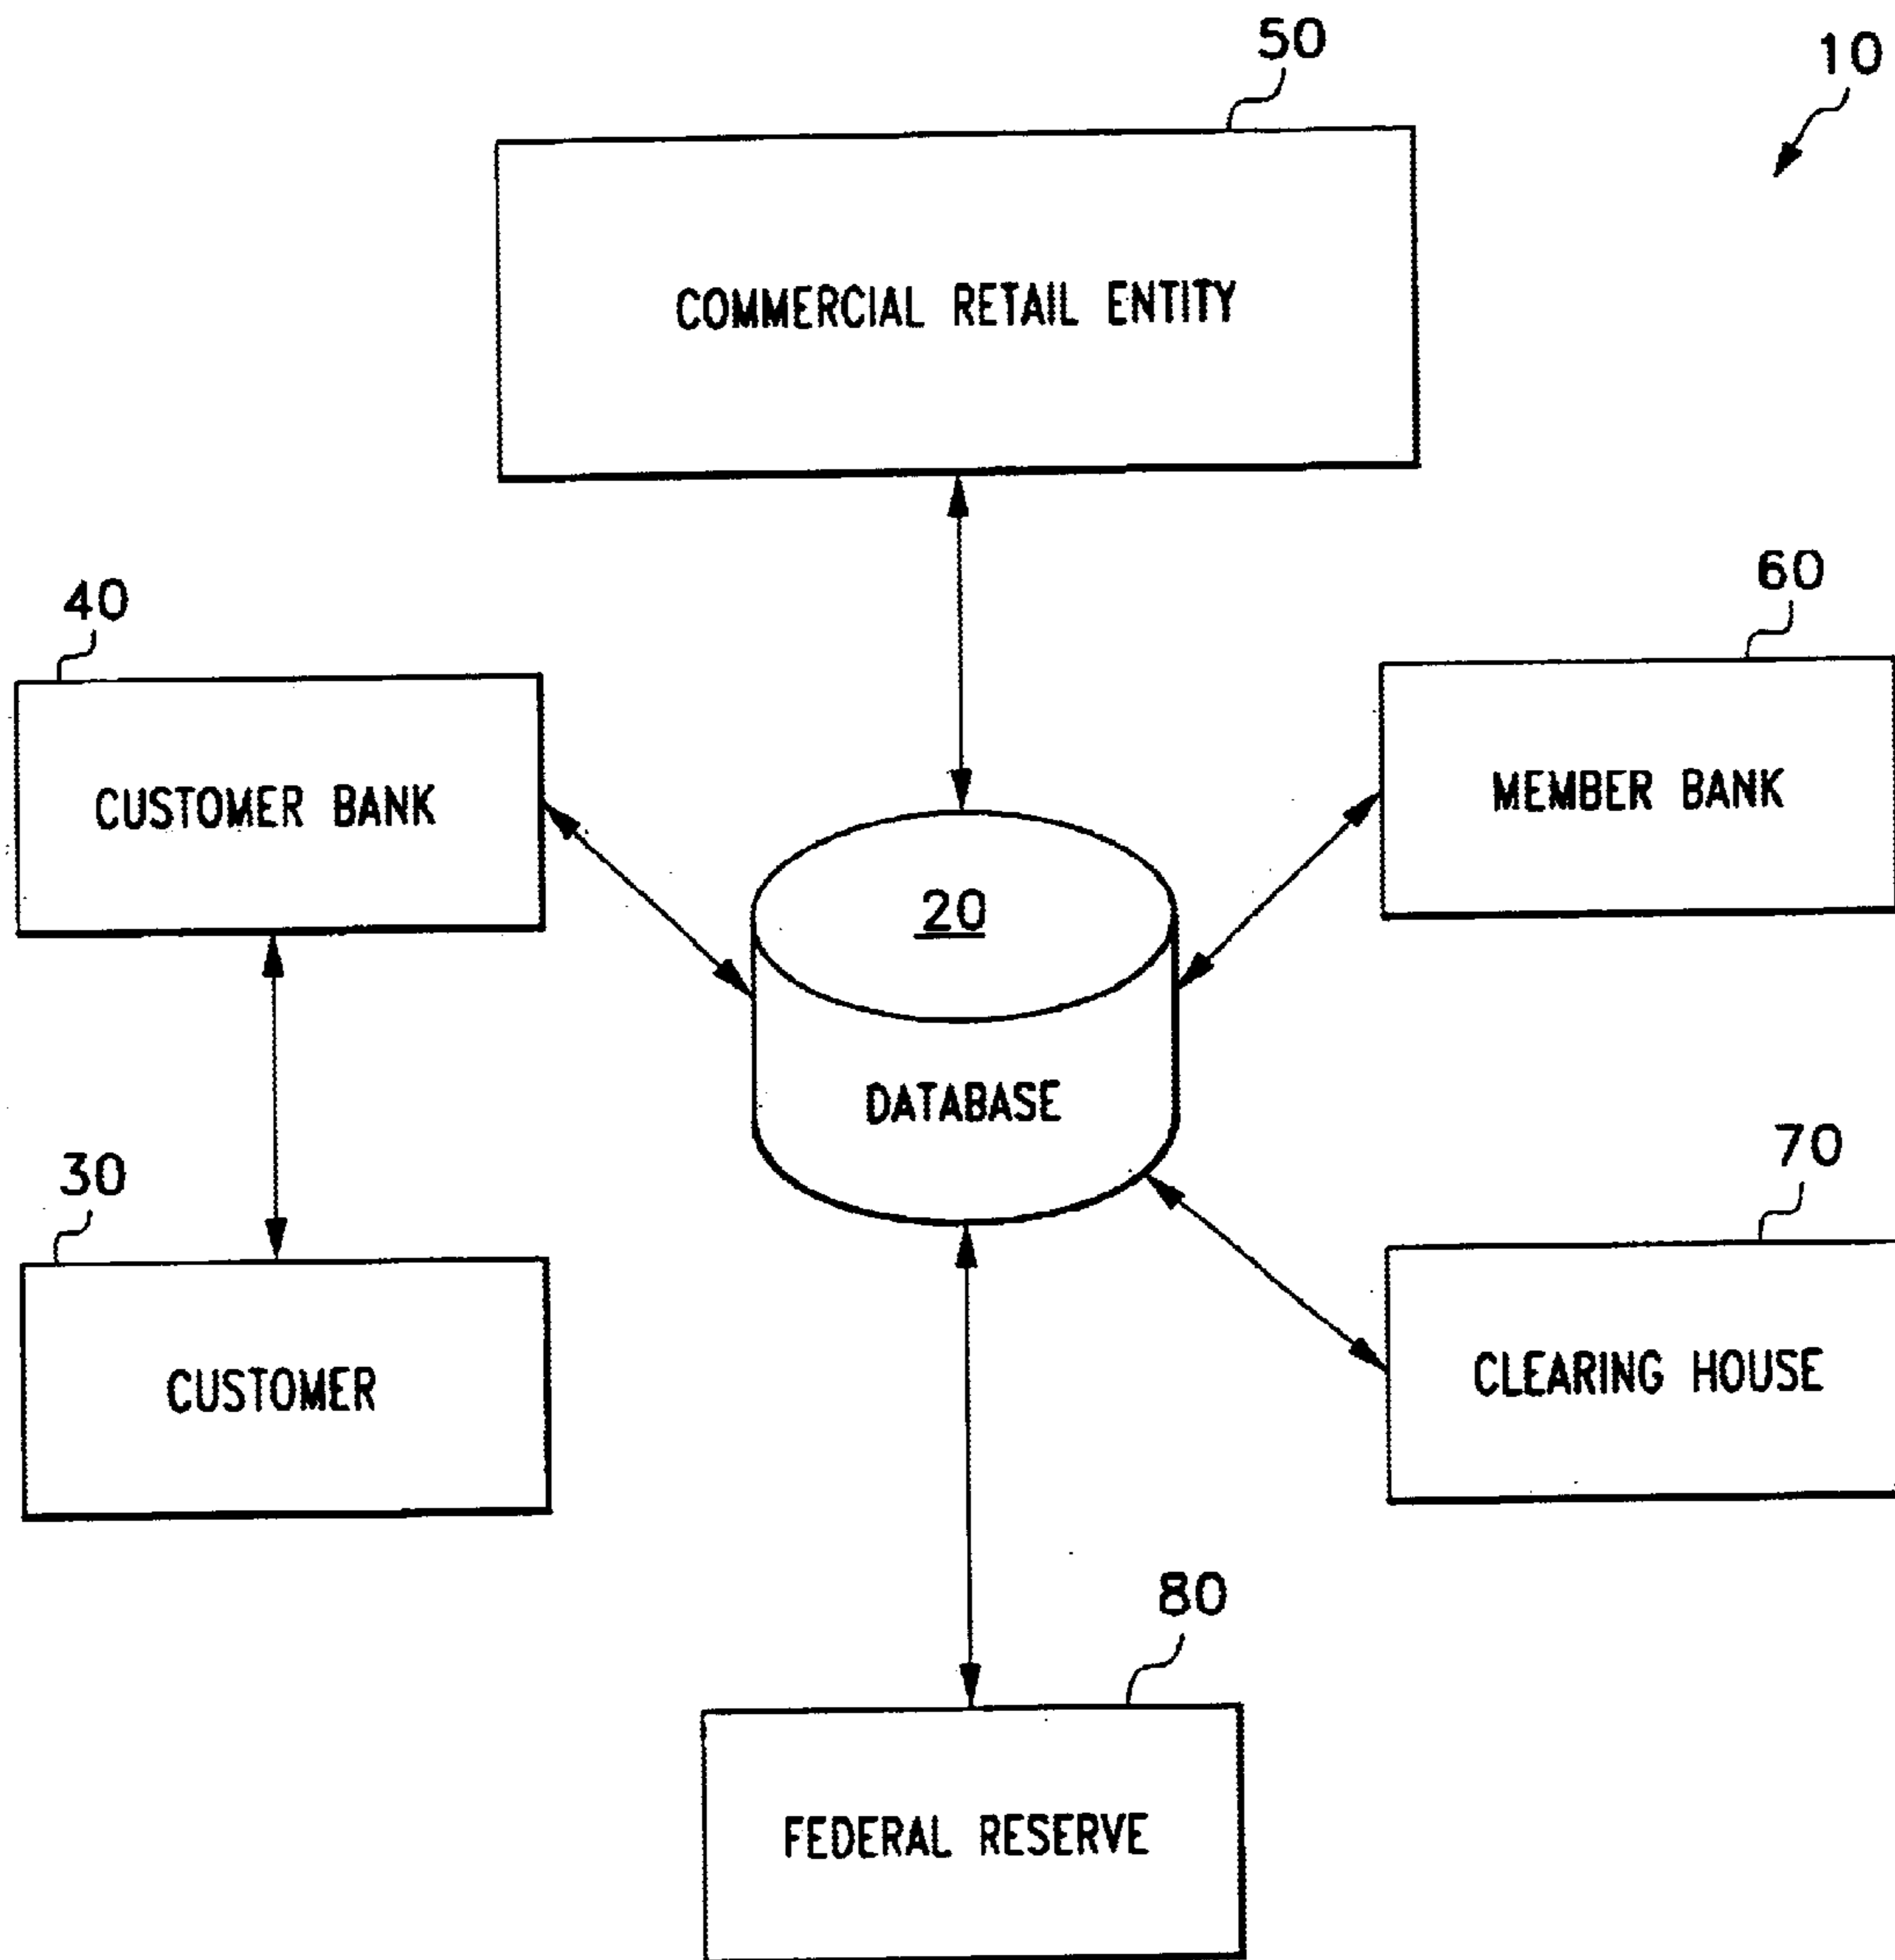 50
10
COMMERCIAL RETAIL ENTITY
40
60
CUSTOMER BANK
MEMBER BANK
20
DATABASE
30
70
CUSTOMER
CLEARING HOUSE
80
FEDERAL RESERVE